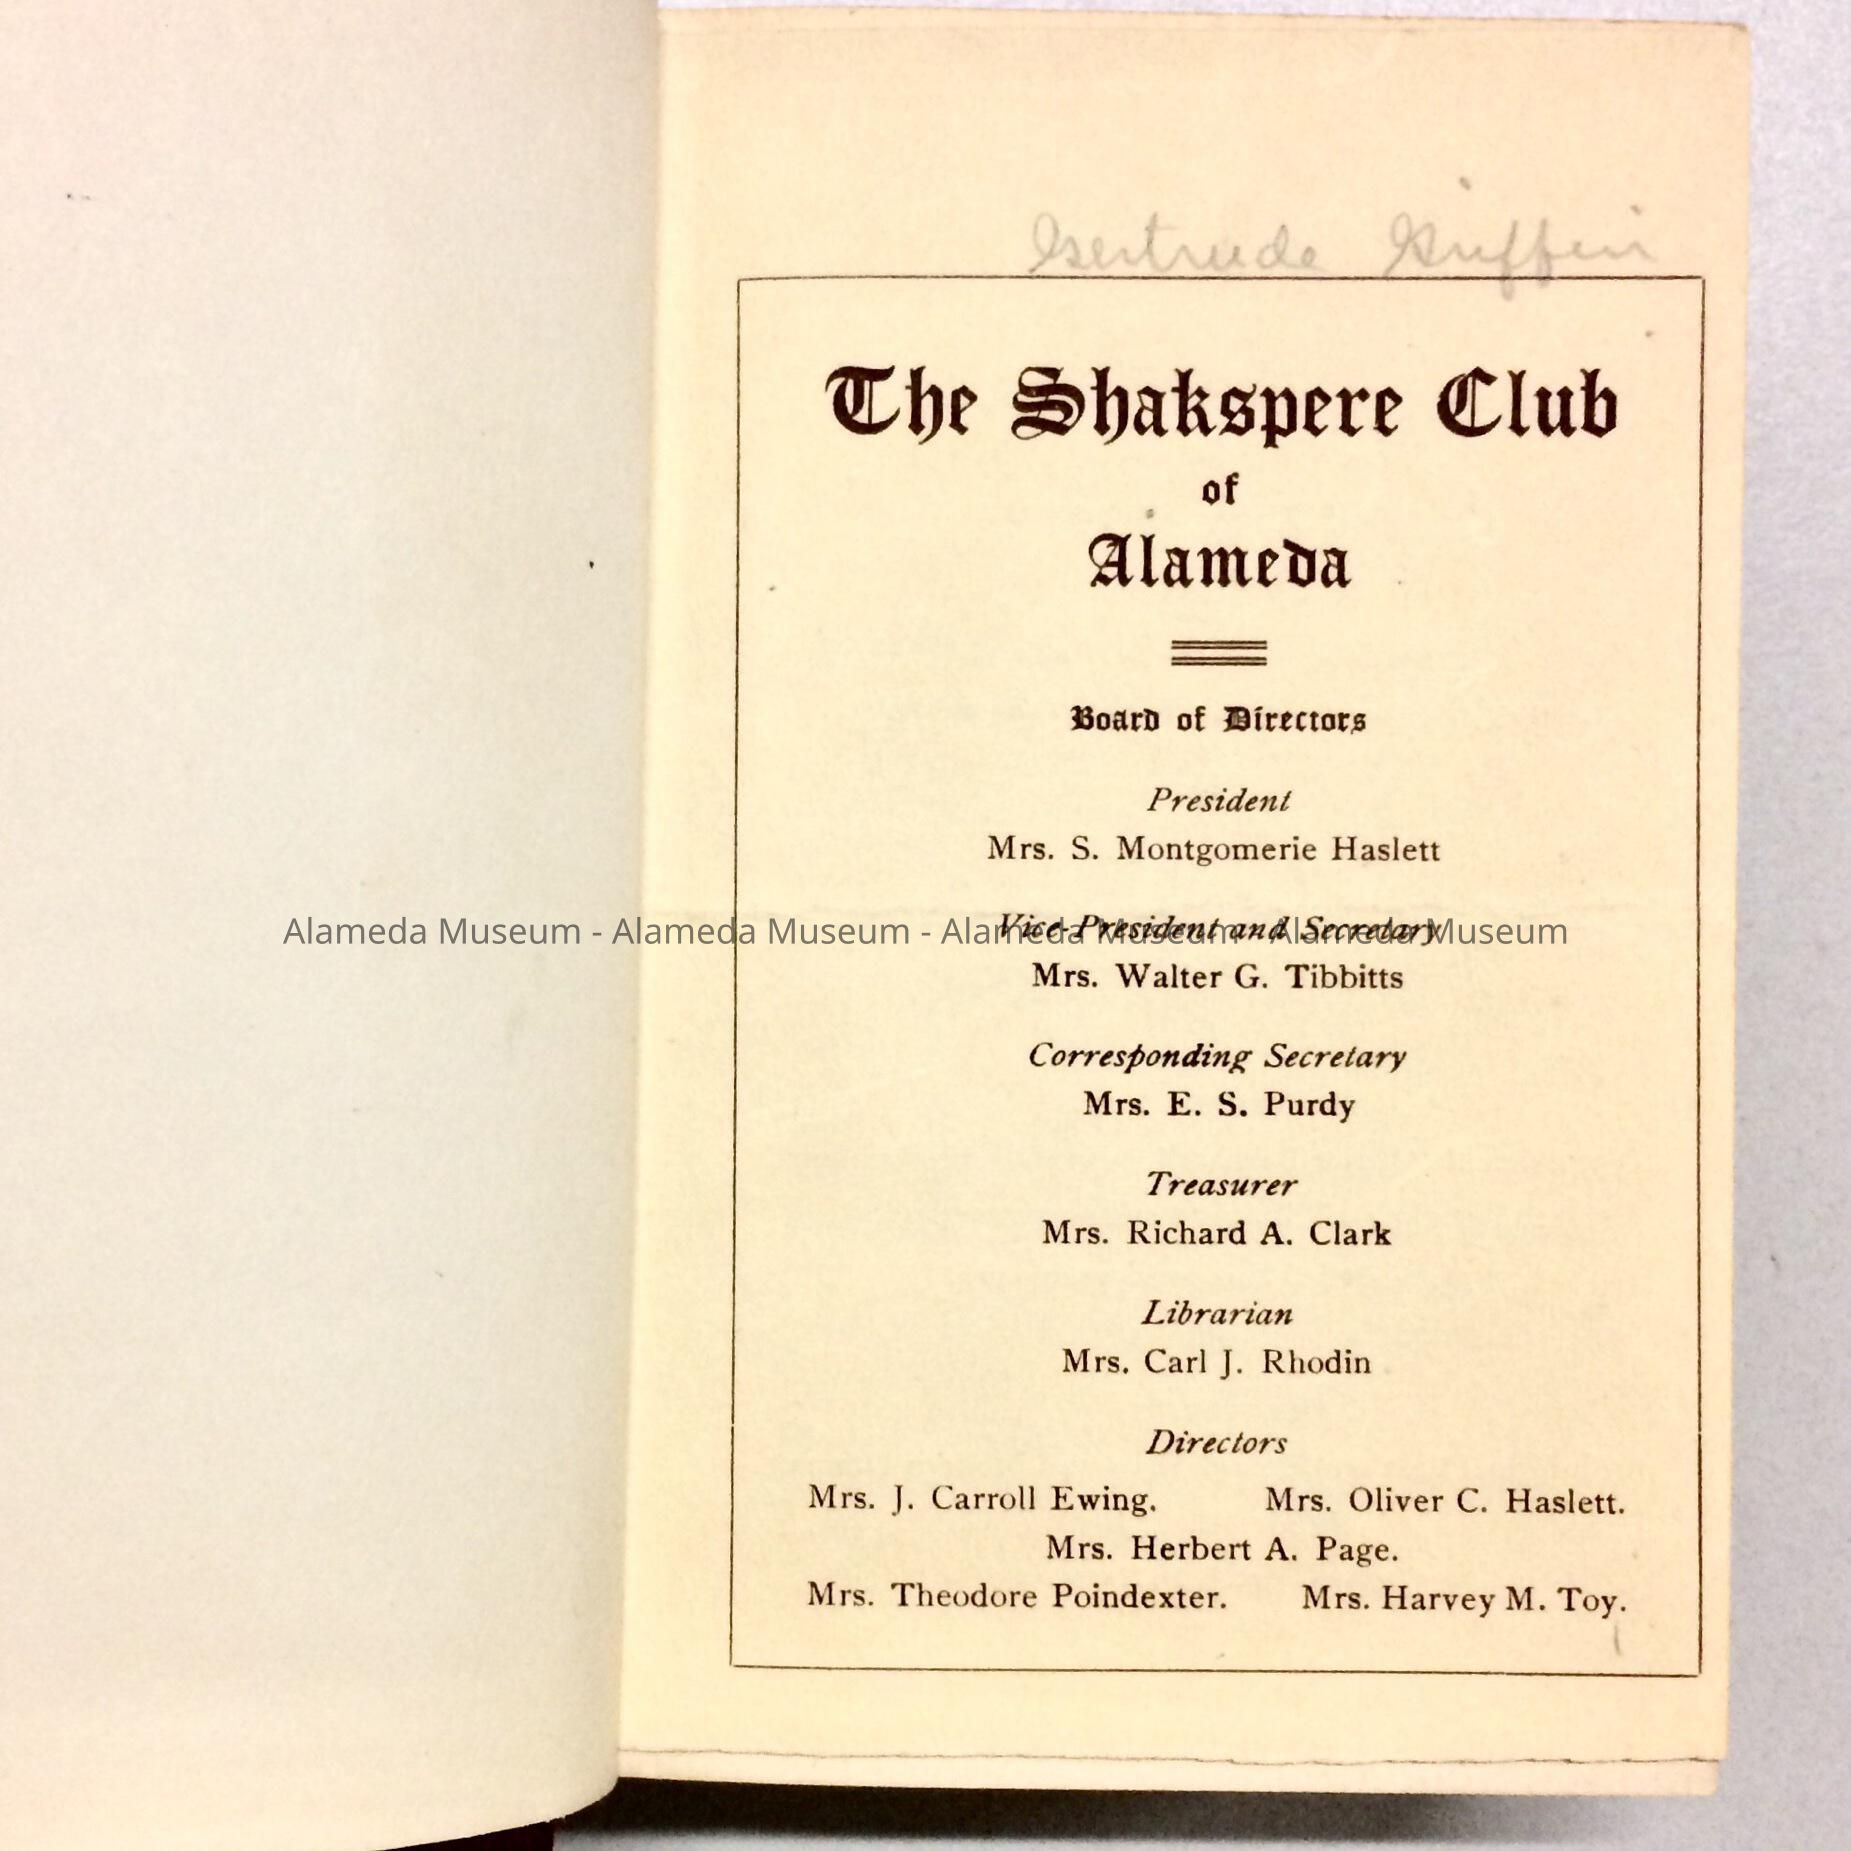 Gertrude Griffin
The Shakspere Club
of
Alameda
Board of Directors
President
Mrs. S. Montgomerie Haslett
Vice-President and Secretary
Alameda Museum - Alameda Museum - Alameda Museum - Alameda Museum
Mrs. Walter G. Tibbitts
Corresponding Secretary
Mrs. E. S. Purdy
Treasurer
Mrs. Richard A. Clark
Librarian
Mrs. Carl J. Rhodin
Directors
Mrs. J. Carroll Ewing. Mrs. Oliver C. Haslett.
Mrs. Herbert A. Page.
Mrs. Theodore Poindexter. Mrs. Harvey M. Toy.